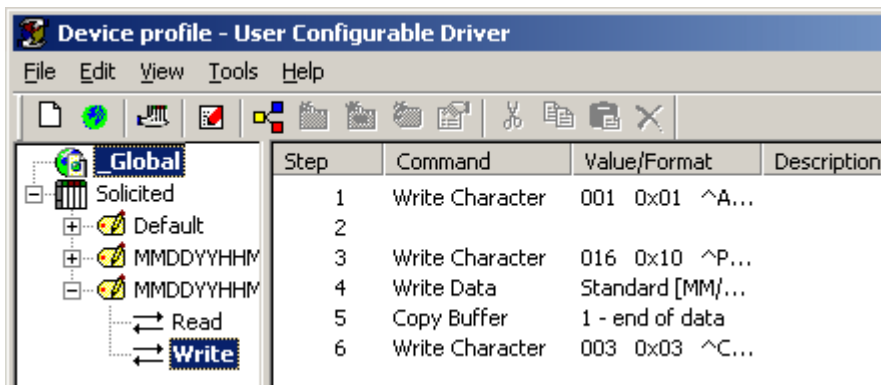 Device profile - User Configurable Driver
File Edit View Tools Help
_Global
Solicited
Default
MMDDYYHHM
MMDDYYHHM
Read
Write
Step Command Value/Format Description
1 Write Character 001 0x01 ^A...
2
3 Write Character 016 0x10 ^P...
4 Write Data Standard [MM/...
5 Copy Buffer 1 - end of data
6 Write Character 003 0x03 ^C...